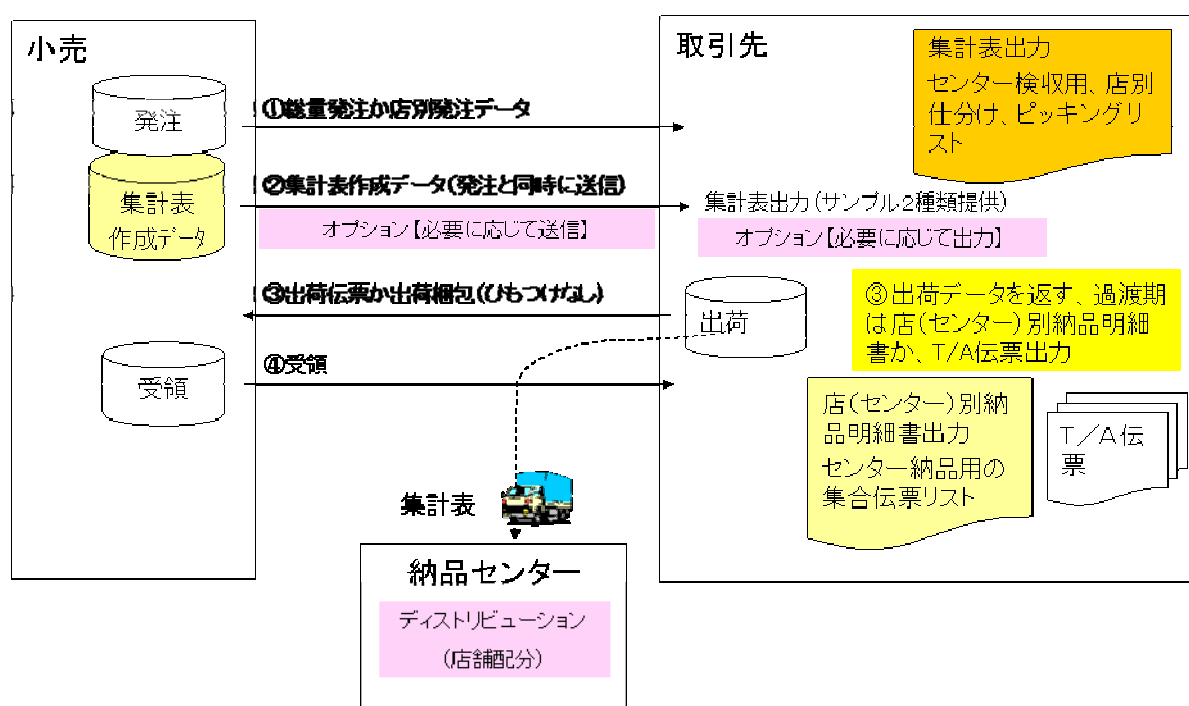 小売
発注
集計表
作成データ
受領
①総量発注か店別発注データ
②集計表作成データ(発注と同時に送信)
オプション【必要に応じて送信】
③出荷伝票か出荷梱包(ひもつけなし)
④受領
取引先
集計表出力
センター検収用、店別
仕分け、ピッキングリ
スト
集計表出力(サンプル2種類提供)
オプション【必要に応じて出力】
出荷
③出荷データを返す、過渡期
は店(センター)別納品明細
書か、T/A伝票出力
店(センター)別納
品明細書出力
センター納品用の
集合伝票リスト
T/A伝
票
集計表
納品センター
ディストリビューション
(店舗配分)